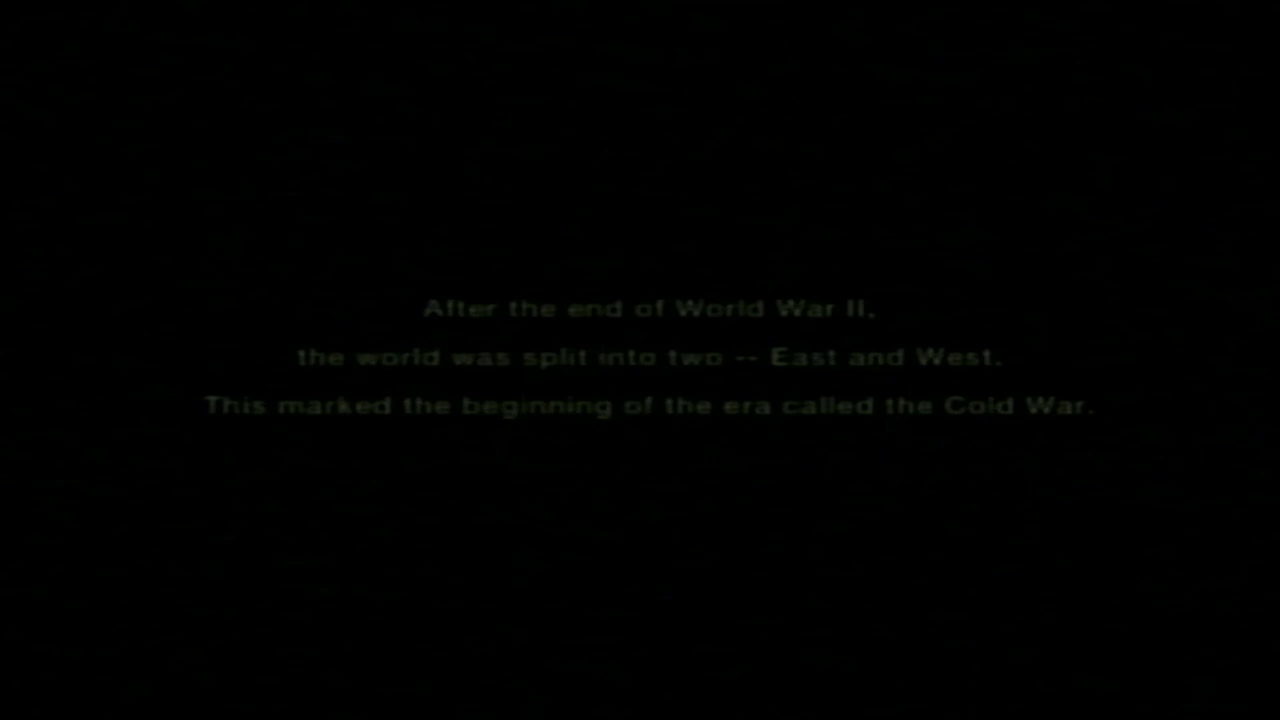 After the end of World War II,
the world was split into two -- East and West.
This marked the beginning of the era called the Cold War.